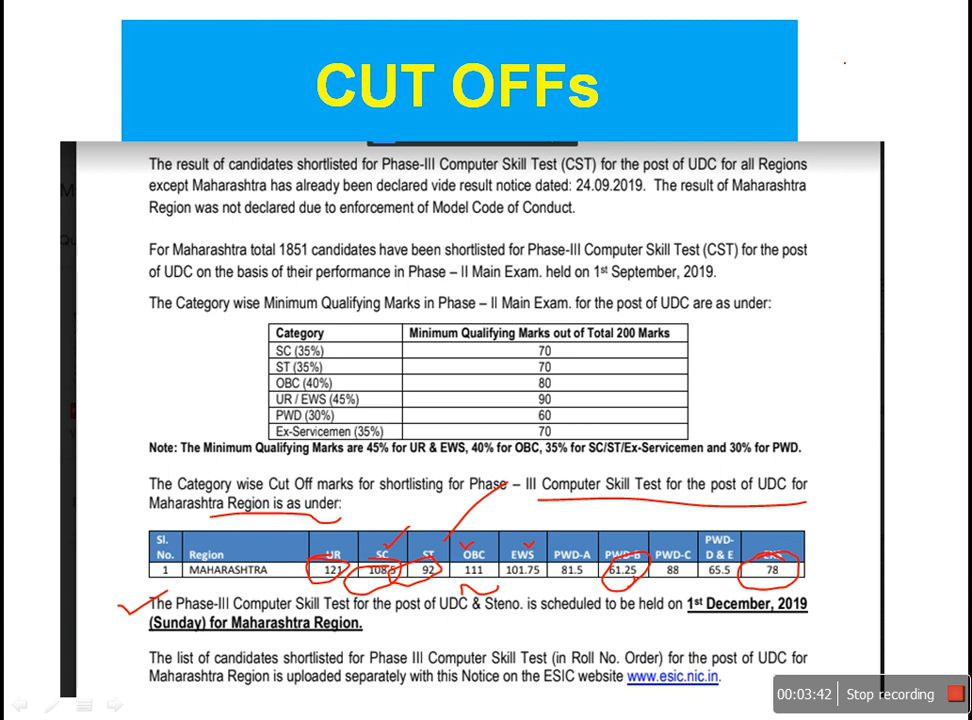 CUT OFFs
The result of candidates shortlisted for Phase-III Computer Skill Test (CST) for the post of UDC for all Regions
except Maharashtra has already been declared vide result notice dated: 24.09.2019. The result of Maharashtra
Region was not declared due to enforcement of Model Code of Conduct.
For Maharashtra total 1851 candidates have been shortlisted for Phase-III Computer Skill Test (CST) for the post
of UDC on the basis of their performance in Phase – II Main Exam. held on 1st September, 2019.
The Category wise Minimum Qualifying Marks in Phase – II Main Exam. for the post of UDC are as under:
Category Minimum Qualifying Marks out of Total 200 Marks
SC (35%) 70
ST (35%) 70
OBC (40%) 80
UR / EWS (45%) 90
PWD (30%) 60
Ex-Servicemen (35%) 70
Note: The Minimum Qualifying Marks are 45% for UR & EWS, 40% for OBC, 35% for SC/ST/Ex-Servicemen and 30% for PWD.
The Category wise Cut Off marks for shortlisting for Phase – III Computer Skill Test for the post of UDC for
Maharashtra Region is as under:
Sl. No. Region UR SC ST OBC EWS PWD-A PWD-B PWD-C PWD-D & E
1 MAHARASHTRA 121 108.5 92 111 101.75 81.5 61.25 88 65.5 78
The Phase-III Computer Skill Test for the post of UDC & Steno. is scheduled to be held on 1st December, 2019
(Sunday) for Maharashtra Region.
The list of candidates shortlisted for Phase III Computer Skill Test (in Roll No. Order) for the post of UDC for
Maharashtra Region is uploaded separately with this Notice on the ESIC website www.esic.nic.in.
00:03:42 Stop recording